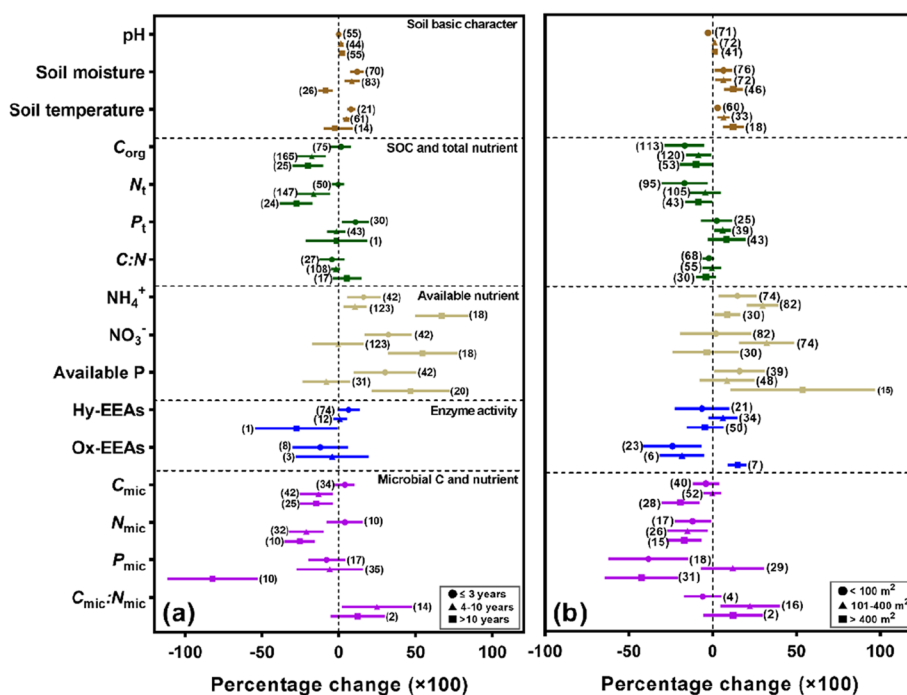 Soil basic character
pH
(55)
(44)
(55)
Soil moisture
(70)
(83)
(26)
Soil temperature
(21)
(61)
(14)
SOC and total nutrient
Corg
(75)
(165)
(25)
Nt
(50)
(147)
(24)
Pt
(30)
(43)
(1)
C:N
(27)
(108)
(17)
Available nutrient
NH4+
(42)
(123)
(18)
NO3-
(42)
(123)
(18)
Available P
(42)
(31)
(20)
Enzyme activity
Hy-EEAs
(74)
(12)
(1)
Ox-EEAs
(8)
(3)
Microbial C and nutrient
Cmic
(34)
(42)
(25)
Nmic
(10)
(32)
(10)
Pmic
(17)
(35)
(10)
Cmic:Nmic
(14)
(2)
(a)
≤ 3 years
4-10 years
>10 years
-100 -50 0 50 100
Percentage change (×100)
(71)
(72)
(41)
(76)
(72)
(46)
(60)
(33)
(18)
(113)
(120)
(53)
(95)
(105)
(43)
(25)
(39)
(43)
(68)
(55)
(30)
(74)
(82)
(30)
(82)
(74)
(30)
(39)
(48)
(15)
(21)
(34)
(50)
(23)
(6)
(7)
(40)
(52)
(28)
(17)
(26)
(15)
(18)
(29)
(31)
(4)
(16)
(2)
(b)
< 100 m2
101-400 m2
> 400 m2
-100 -50 0 50 100
Percentage change (×100)